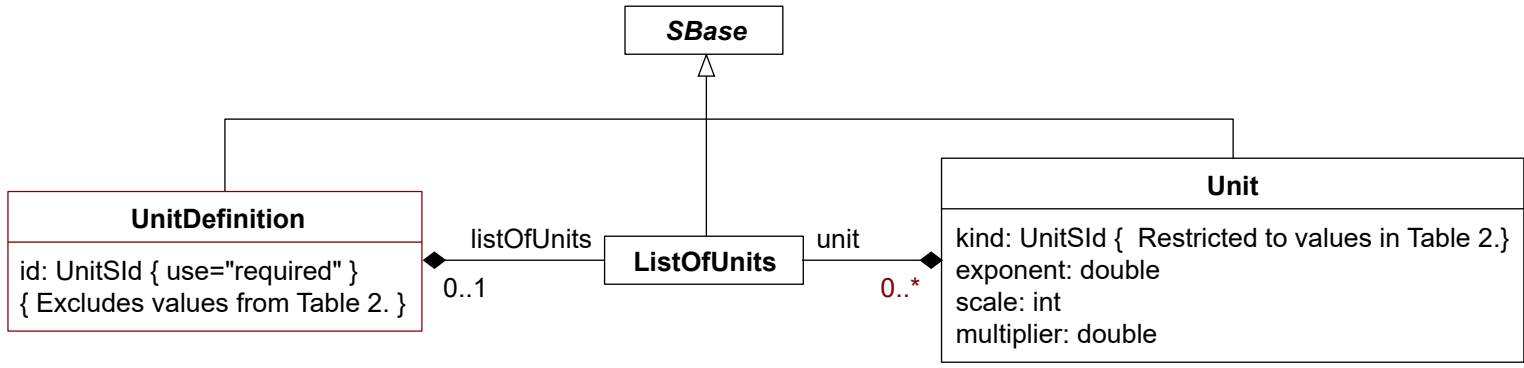 SBase
UnitDefinition
id: UnitSId { use="required" }
{ Excludes values from Table 2. }
listOfUnits
0..1
ListOfUnits
unit
0..*
Unit
kind: UnitSId {  Restricted to values in Table 2.}
exponent: double
scale: int
multiplier: double